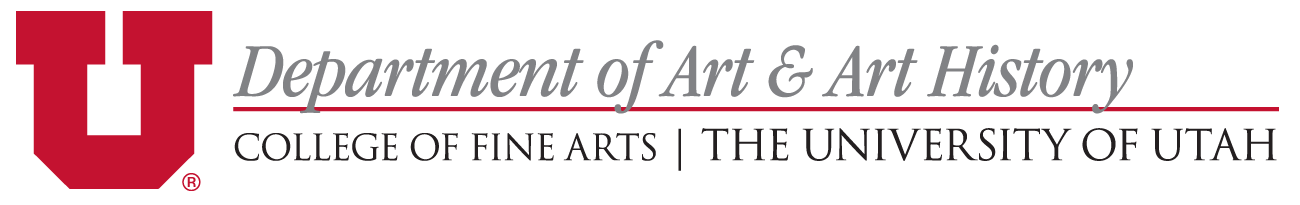 U®
Department of Art & Art History
COLLEGE OF FINE ARTS | THE UNIVERSITY OF UTAH